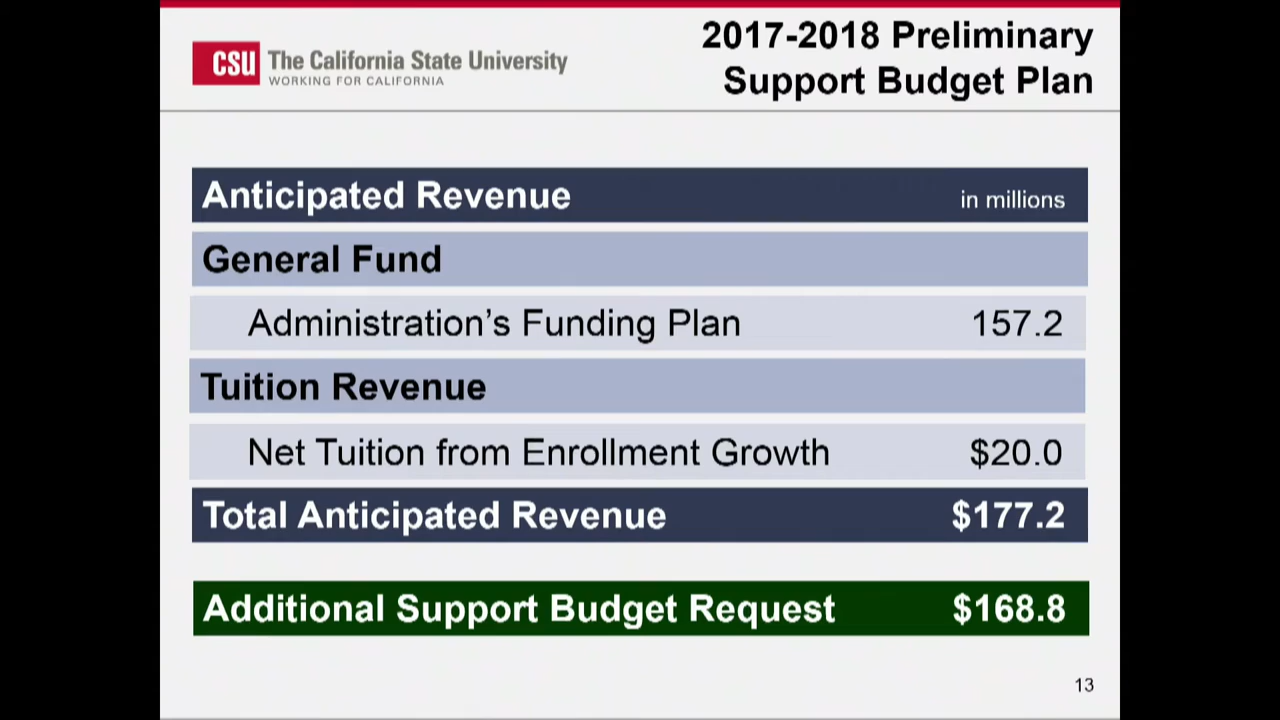 CSU The California State University
WORKING FOR CALIFORNIA
2017-2018 Preliminary
Support Budget Plan
Anticipated Revenue in millions
General Fund
Administration’s Funding Plan 157.2
Tuition Revenue
Net Tuition from Enrollment Growth $20.0
Total Anticipated Revenue $177.2
Additional Support Budget Request $168.8
13